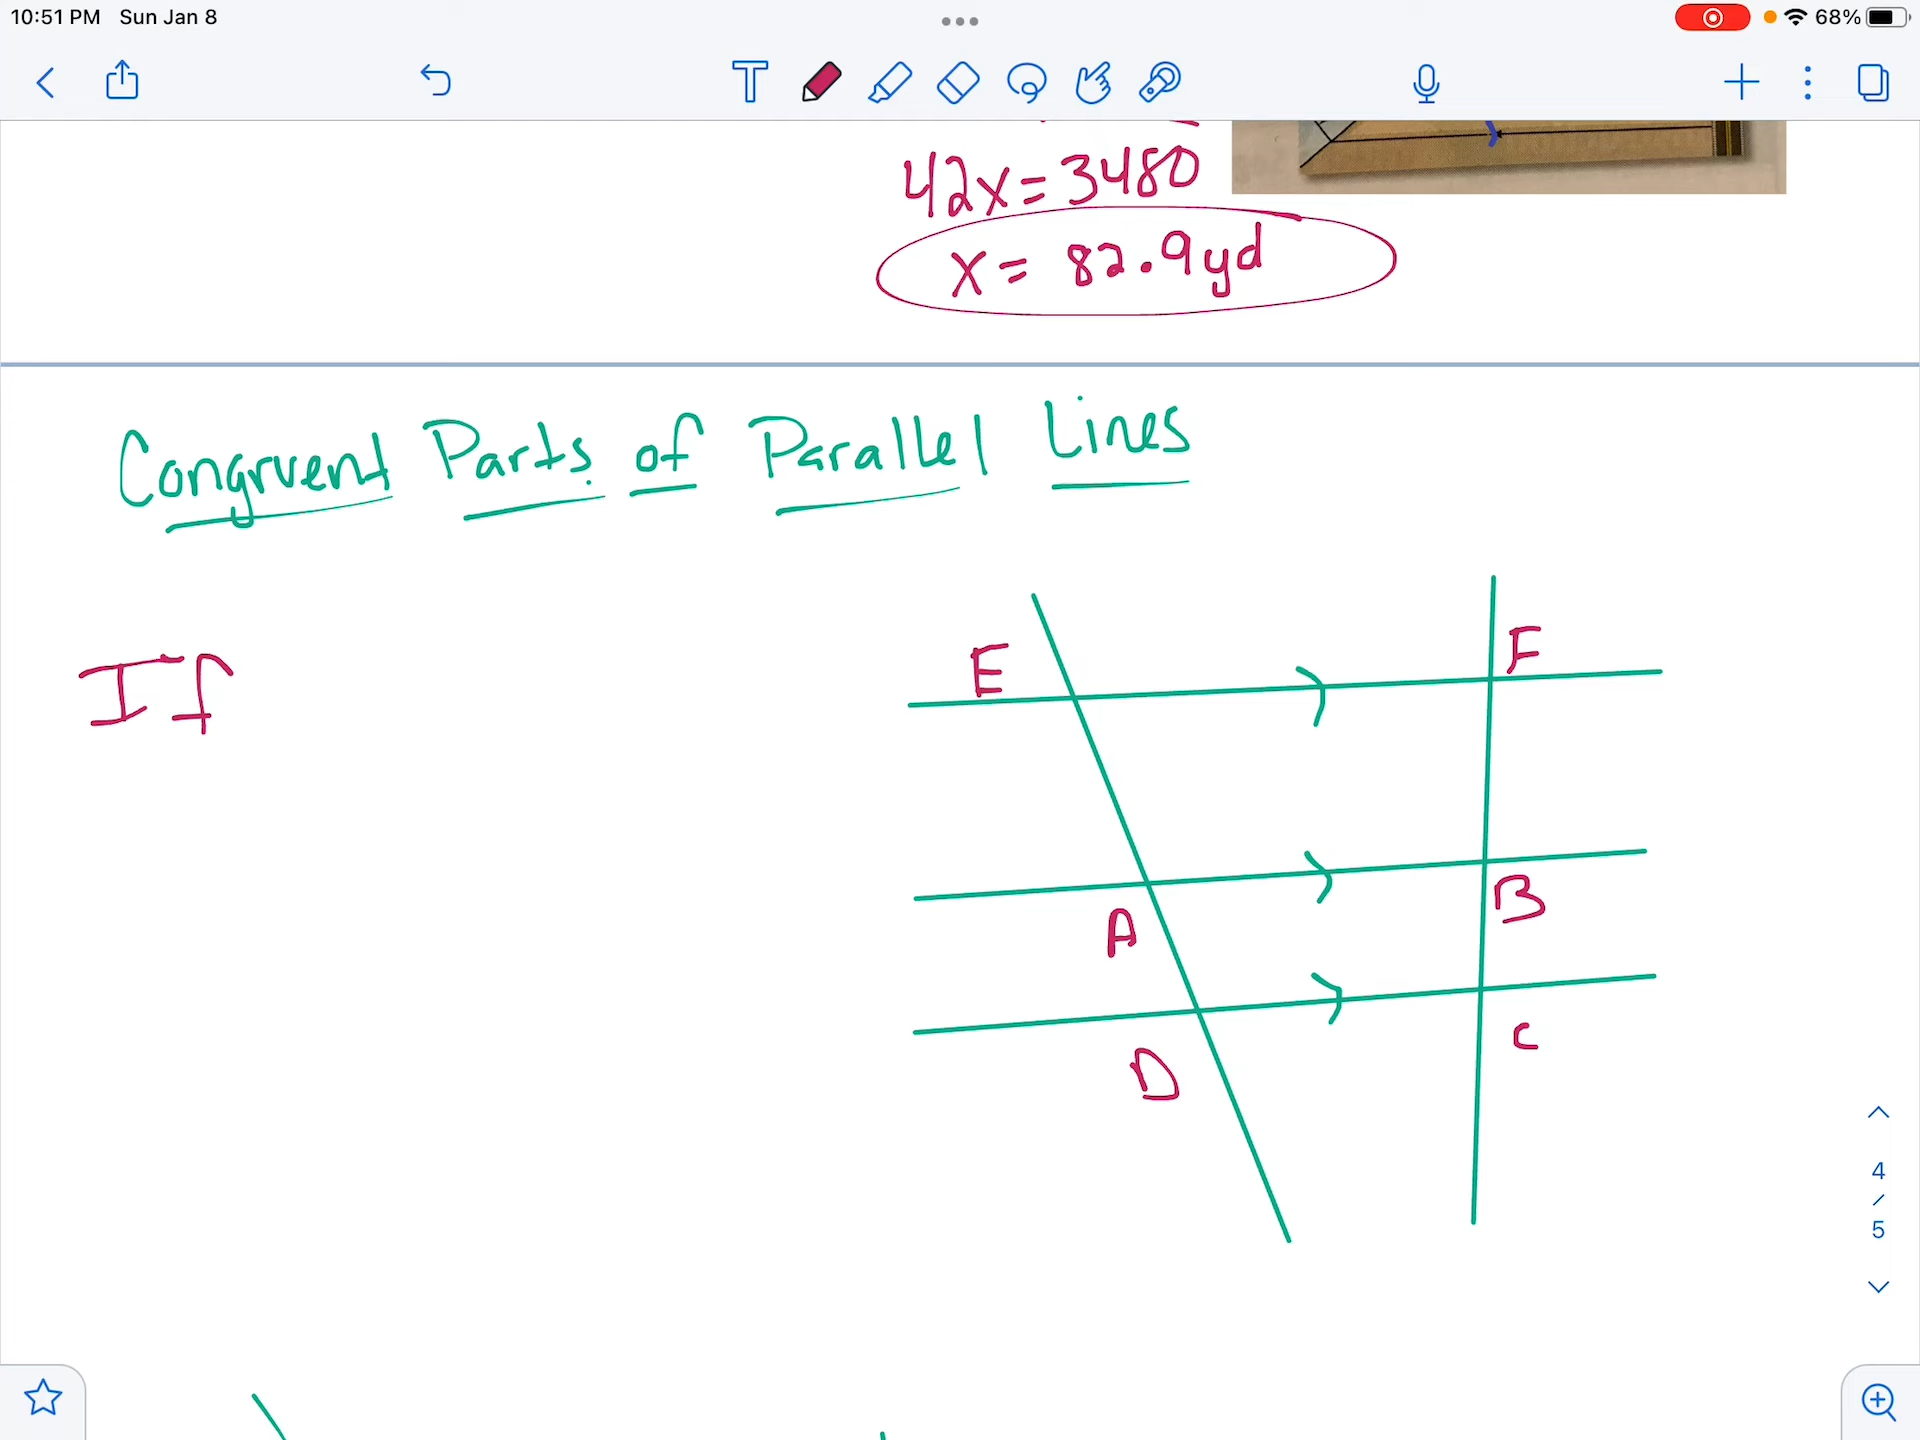 10:51 PM Sun Jan 8
68%
42x = 3480
x = 82.9yd
Congruent Parts of Parallel Lines
If
E
F
A
B
D
C
4
/
5